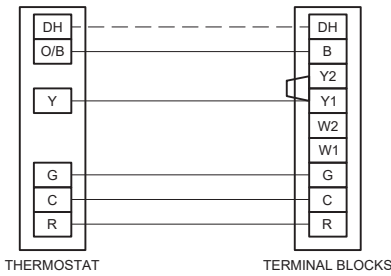 DH DH
O/B B
Y2
Y Y1
W2
W1
G G
C C
R R
THERMOSTAT TERMINAL BLOCKS